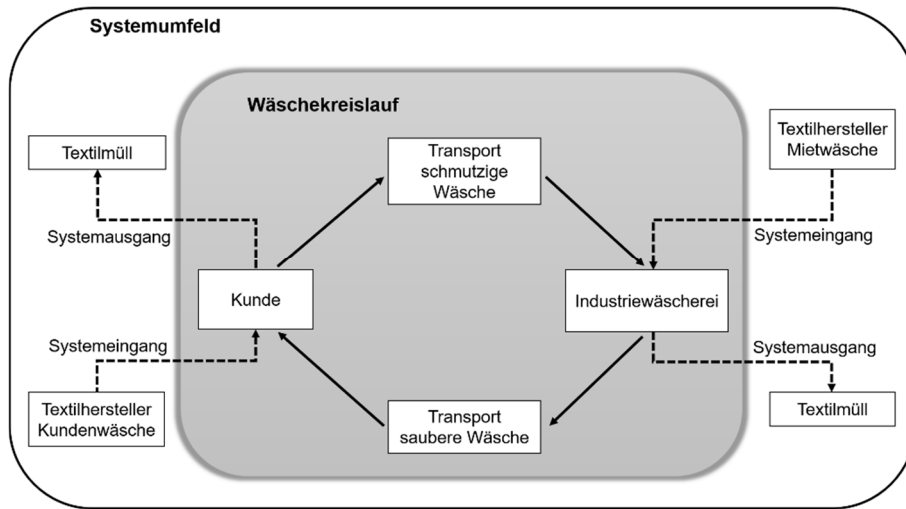 Systemumfeld
Wäschekreislauf
Textilmüll
Transport
schmutzige
Wäsche
Textilhersteller
Mietwäsche
Systemausgang
Systemeingang
Kunde
Industriewäscherei
Systemeingang
Systemausgang
Textilhersteller
Kundenwäsche
Transport
saubere Wäsche
Textilmüll